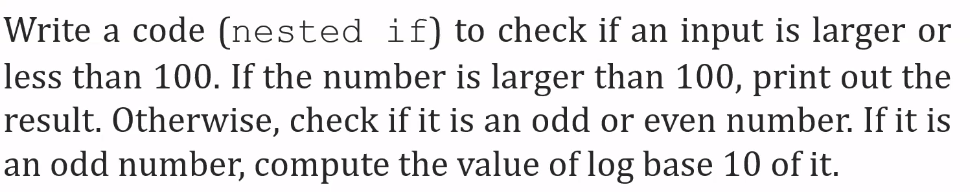 Write a code (nested if) to check if an input is larger or
less than 100. If the number is larger than 100, print out the
result. Otherwise, check if it is an odd or even number. If it is
an odd number, compute the value of log base 10 of it.